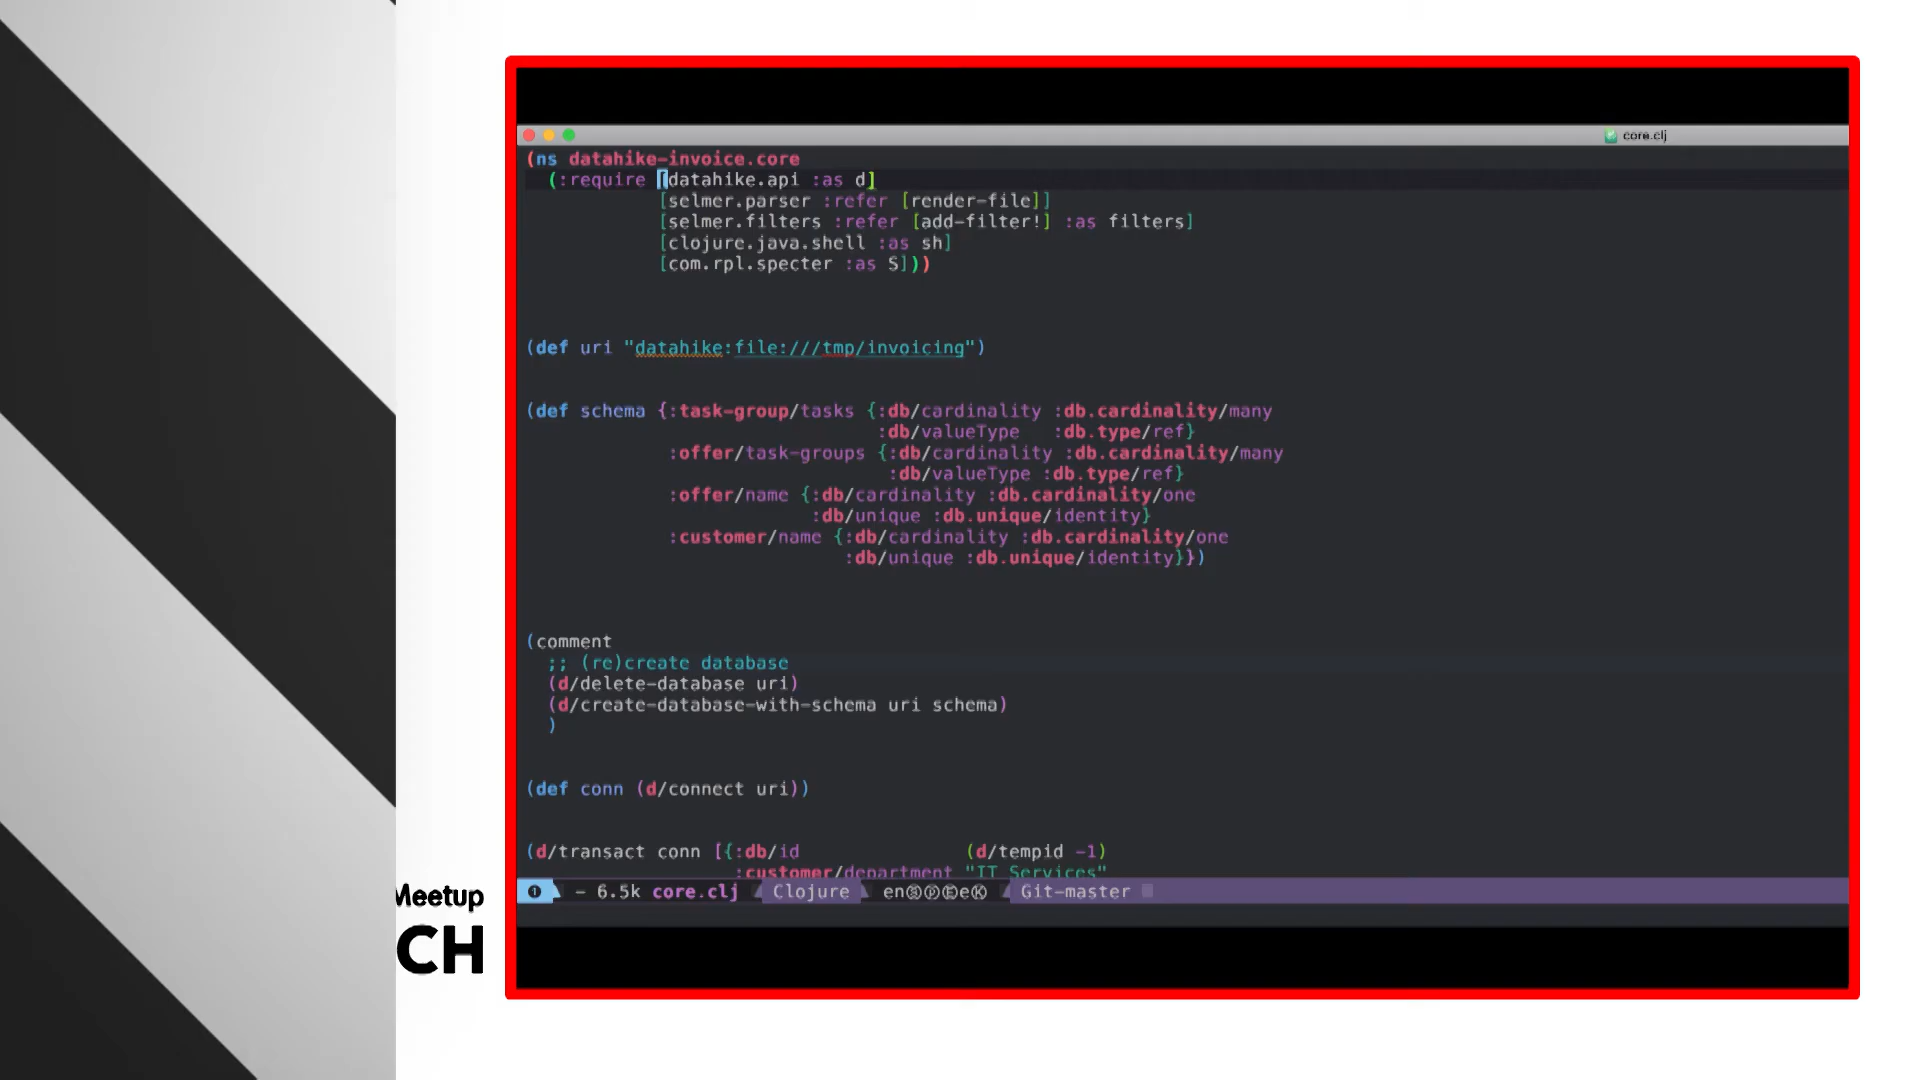 core.clj
(ns datahike-invoice.core
(:require [datahike.api :as d]
[selmer.parser :refer [render-file]]
[selmer.filters :refer [add-filter!] :as filters]
[clojure.java.shell :as sh]
[com.rpl.specter :as S]))
(def uri "datahike:file:///tmp/invoicing")
(def schema {:task-group/tasks {:db/cardinality :db.cardinality/many
:db/valueType :db.type/ref}
:offer/task-groups {:db/cardinality :db.cardinality/many
:db/valueType :db.type/ref}
:offer/name {:db/cardinality :db.cardinality/one
:db/unique :db.unique/identity}
:customer/name {:db/cardinality :db.cardinality/one
:db/unique :db.unique/identity}})
(comment
;; (re)create database
(d/delete-database uri)
(d/create-database-with-schema uri schema)
)
(def conn (d/connect uri))
(d/transact conn [{:db/id (d/tempid -1)
:customer/department "IT Services"
❶ - 6.5k core.clj Clojure enⓢⓟⒺeⓀ Git-master
Meetup
CH